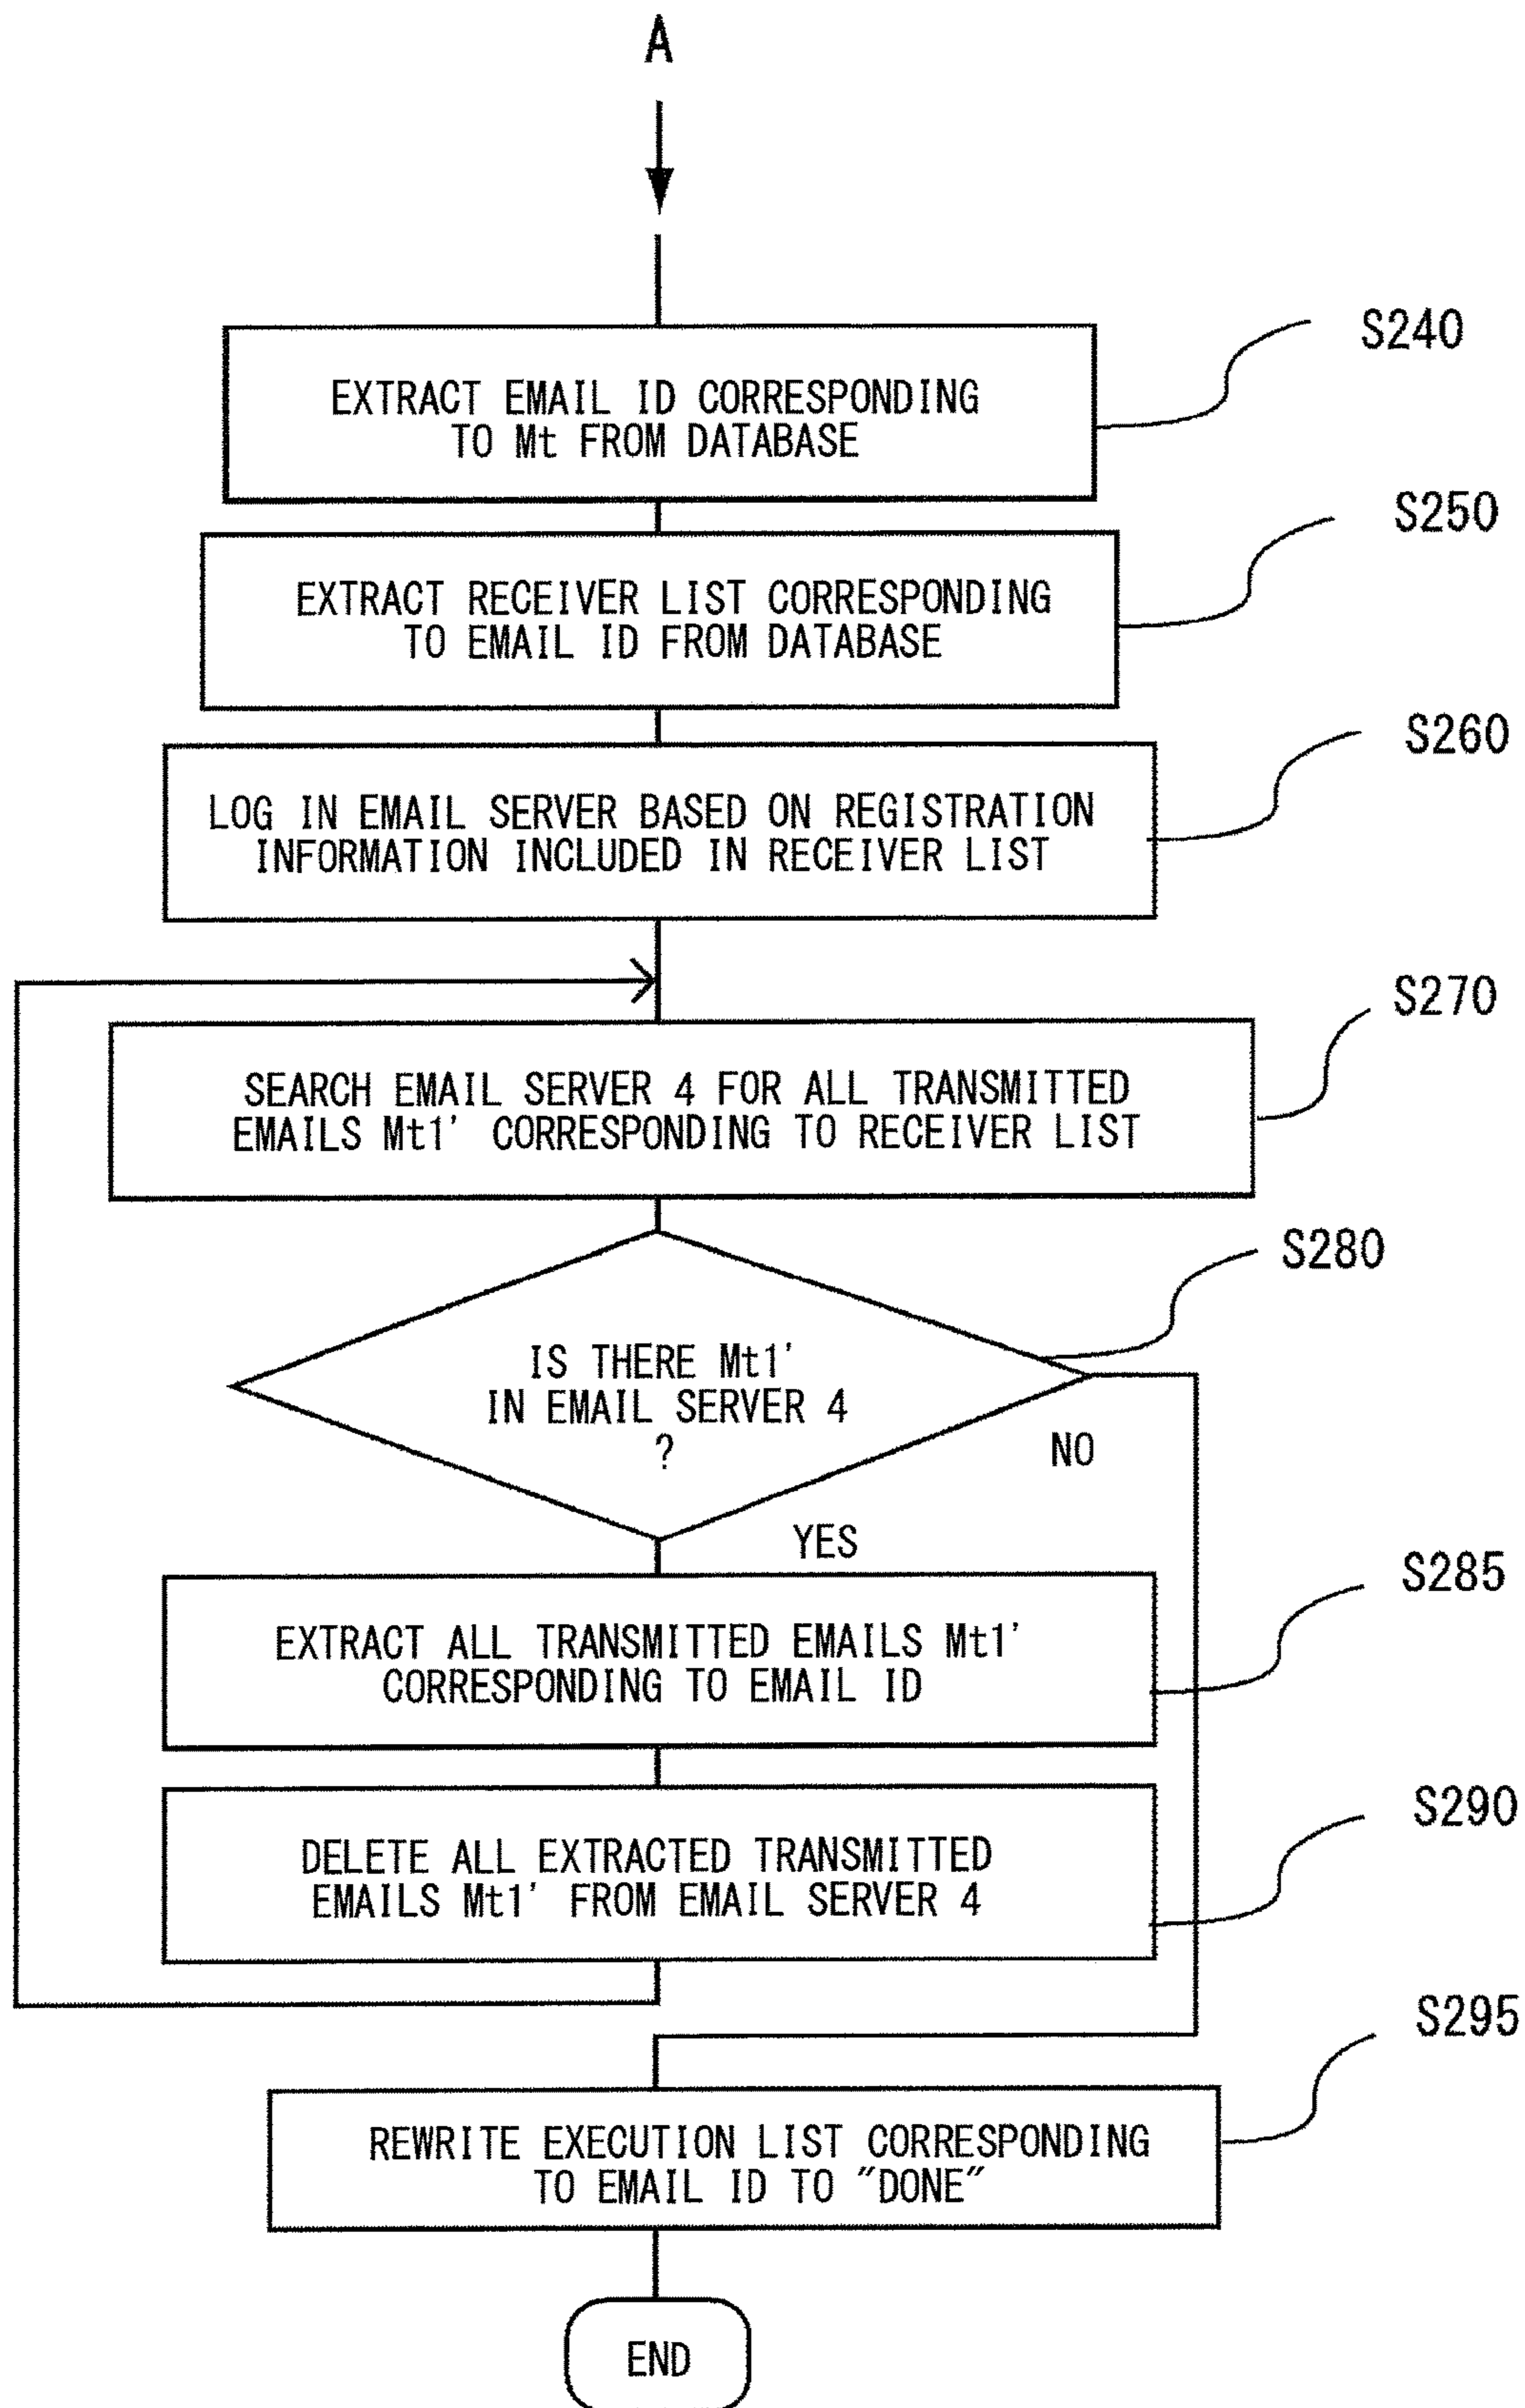 A
S240
EXTRACT EMAIL ID CORRESPONDING
TO Mt FROM DATABASE
S250
EXTRACT RECEIVER LIST CORRESPONDING
TO EMAIL ID FROM DATABASE
S260
LOG IN EMAIL SERVER BASED ON REGISTRATION
INFORMATION INCLUDED IN RECEIVER LIST
S270
SEARCH EMAIL SERVER 4 FOR ALL TRANSMITTED
EMAILS Mt1' CORRESPONDING TO RECEIVER LIST
S280
IS THERE Mt1'
IN EMAIL SERVER 4
?
NO
YES
S285
EXTRACT ALL TRANSMITTED EMAILS Mt1'
CORRESPONDING TO EMAIL ID
S290
DELETE ALL EXTRACTED TRANSMITTED
EMAILS Mt1' FROM EMAIL SERVER 4
S295
REWRITE EXECUTION LIST CORRESPONDING
TO EMAIL ID TO "DONE"
END